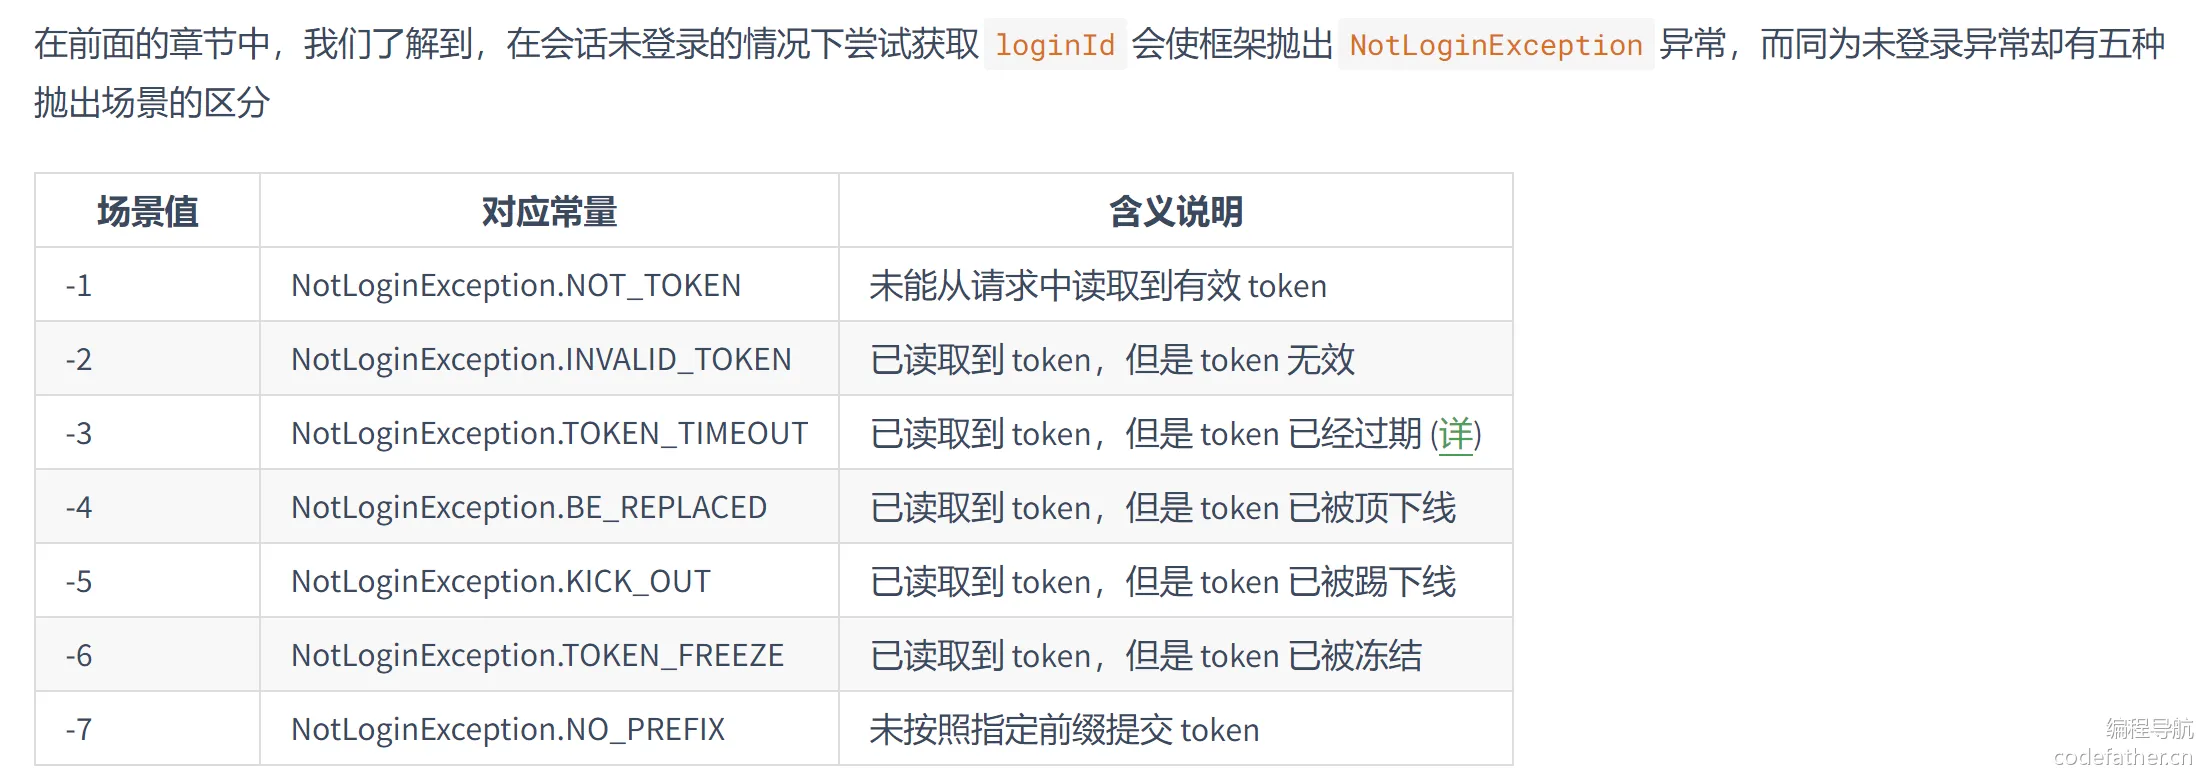 在前面的章节中，我们了解到，在会话未登录的情况下尝试获取 loginId 会使框架抛出 NotLoginException 异常，而同为未登录异常却有五种
抛出场景的区分
场景值 对应常量 含义说明
-1 NotLoginException.NOT_TOKEN 未能从请求中读取到有效 token
-2 NotLoginException.INVALID_TOKEN 已读取到 token，但是 token 无效
-3 NotLoginException.TOKEN_TIMEOUT 已读取到 token，但是 token 已经过期 (详)
-4 NotLoginException.BE_REPLACED 已读取到 token，但是 token 已被顶下线
-5 NotLoginException.KICK_OUT 已读取到 token，但是 token 已被踢下线
-6 NotLoginException.TOKEN_FREEZE 已读取到 token，但是 token 已被冻结
-7 NotLoginException.NO_PREFIX 未按照指定前缀提交 token
编程导航
codefather.cn